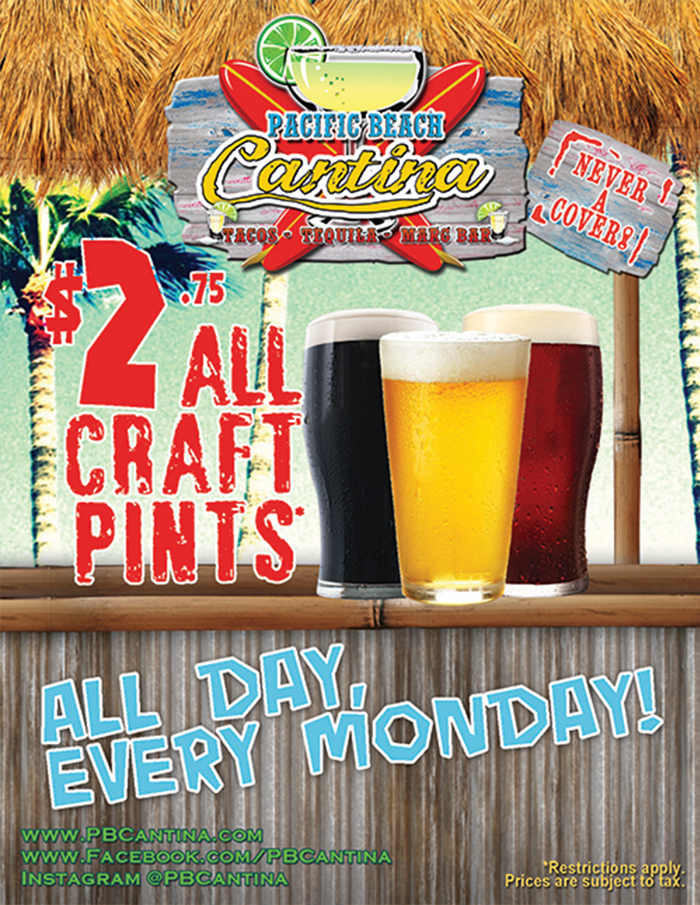 PACIFIC BEACH
Cantina
TACOS - TEQUILA - MARG BAR
NEVER
A
COVER!
$2.75 ALL
CRAFT
PINTS*
ALL DAY,
EVERY MONDAY!
WWW.PBCANTINA.COM
WWW.FACEBOOK.COM/PBCANTINA
INSTAGRAM @PBCANTINA
*Restrictions apply.
Prices are subject to tax.